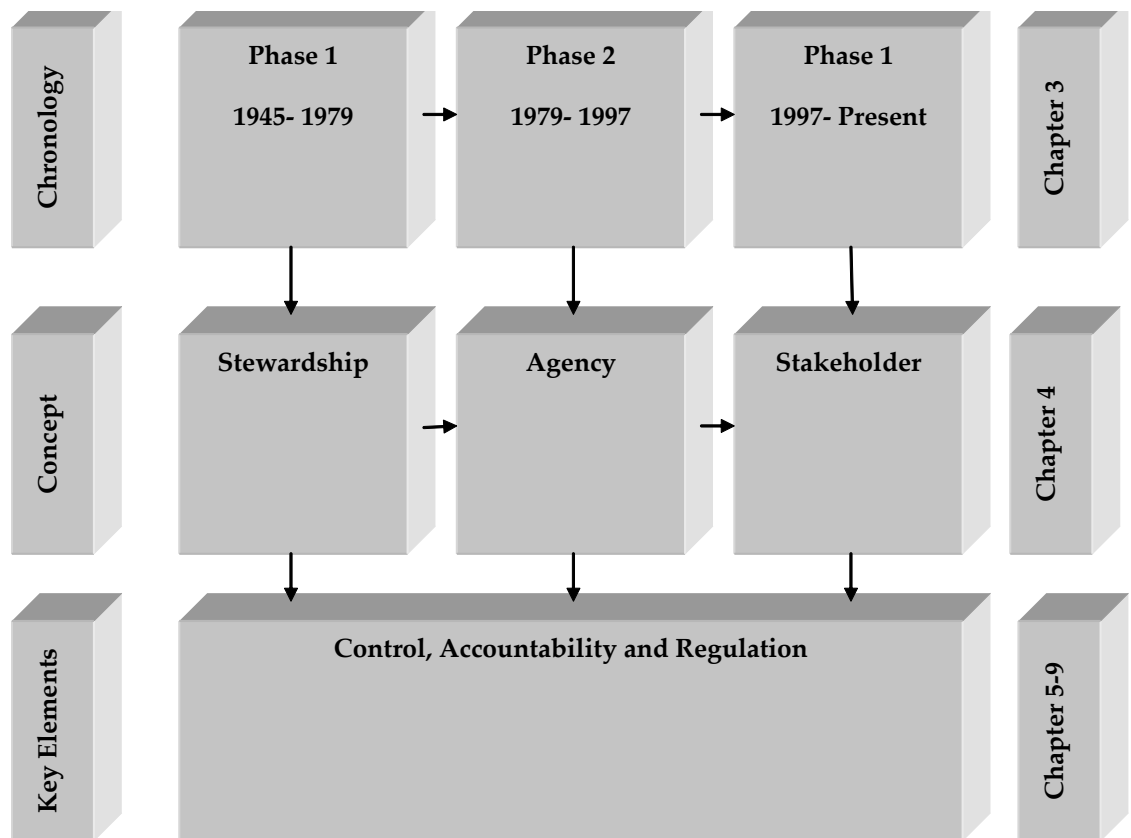 Chronology
Phase 1
1945- 1979
Phase 2
1979- 1997
Phase 1
1997- Present
Chapter 3
Concept
Stewardship
Agency
Stakeholder
Chapter 4
Key Elements
Control, Accountability and Regulation
Chapter 5-9